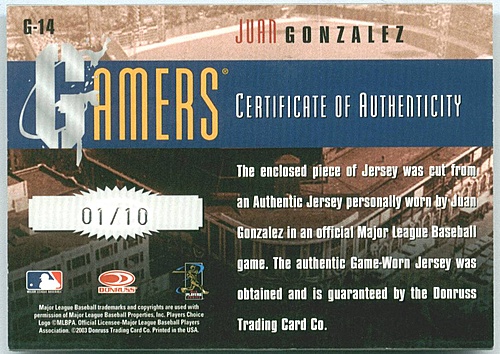 G-14
JUAN GONZALEZ
GAMERS®
CERTIFICATE OF AUTHENTICITY
The enclosed piece of Jersey was cut from
an Authentic Jersey personally worn by Juan
Gonzalez in an official Major League Baseball
game. The authentic Game-Worn Jersey was
obtained and is guaranteed by the Donruss
Trading Card Co.
01/10
DONRUSS
Major League Baseball trademarks and copyrights are used with
permission of Major League Baseball Properties, Inc. Players Choice
Logo ©MLBPA. Official Licensee-Major League Baseball Players
Association. ©2003 Donruss Trading Card Co. Printed in the USA.